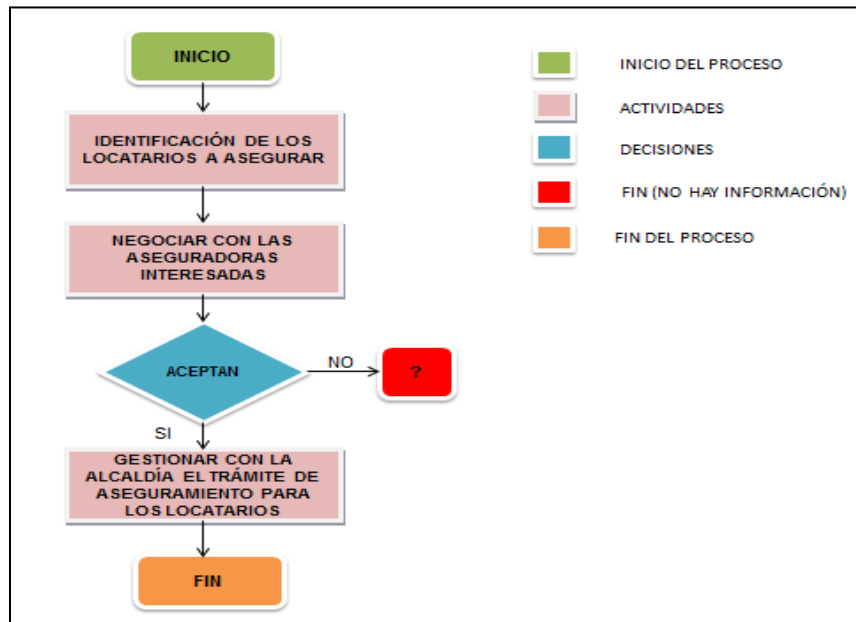 INICIO
IDENTIFICACIÓN DE LOS
LOCATARIOS A ASEGURAR
NEGOCIAR CON LAS
ASEGURADORAS
INTERESADAS
ACEPTAN
NO
?
SI
GESTIONAR CON LA
ALCALDÍA EL TRÁMITE DE
ASEGURAMIENTO PARA
LOS LOCATARIOS
FIN
INICIO DEL PROCESO
ACTIVIDADES
DECISIONES
FIN (NO HAY INFORMACIÓN)
FIN DEL PROCESO